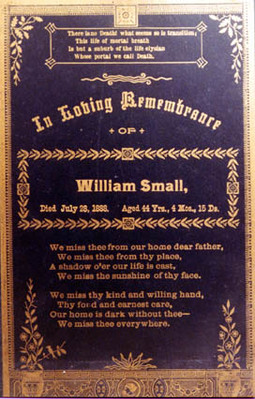 There is no Death! what seems so is transition;
This life of mortal breath
Is but a suburb of the life elysian
Whose portal we call Death.
In Loving Remembrance
OF
William Small,
Died July 28, 1888. Aged 44 Yrs., 4 Mos., 15 Ds.
We miss thee from our home dear father,
We miss thee from thy place,
A shadow o'er our life is cast,
We miss the sunshine of thy face.
We miss thy kind and willing hand,
Thy fond and earnest care,
Our home is dark without thee—
We miss thee everywhere.